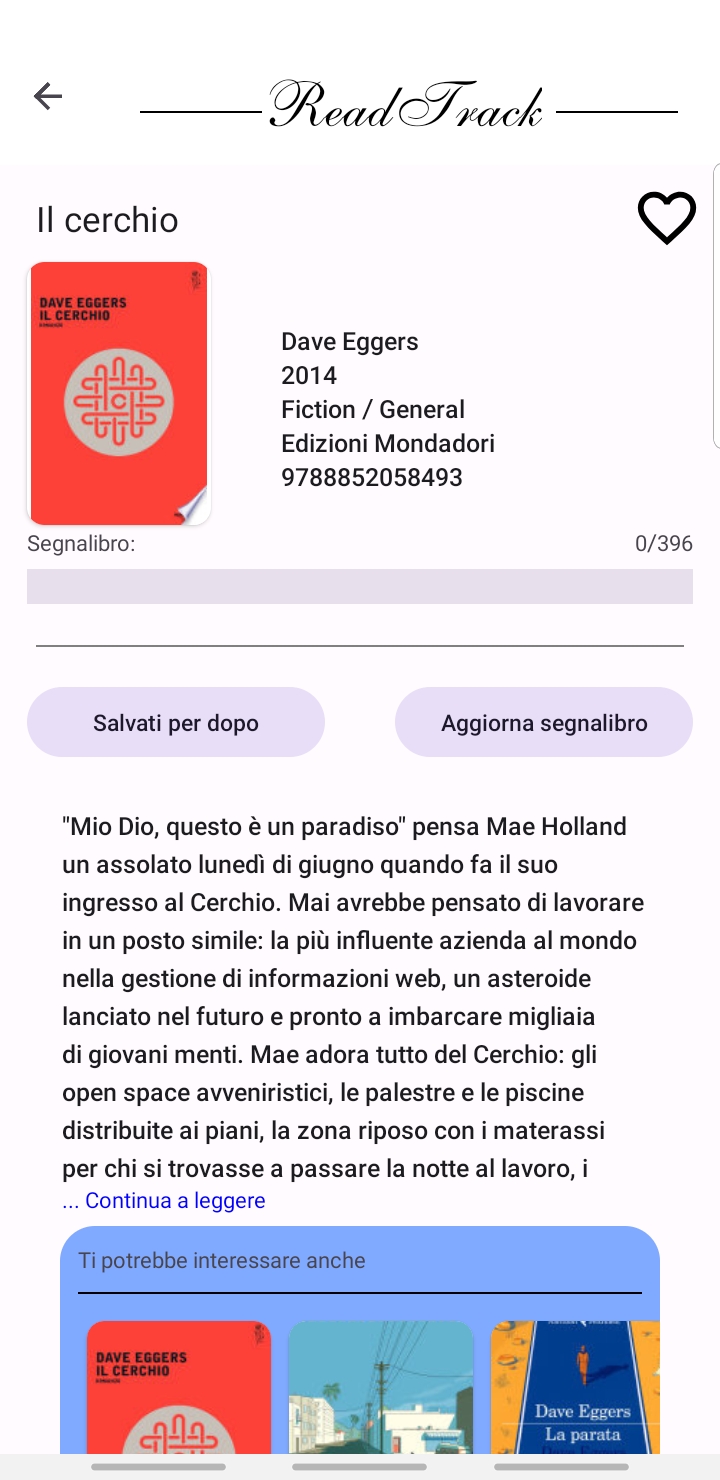 ReadTrack
Il cerchio
DAVE EGGERS
IL CERCHIO
Dave Eggers
2014
Fiction / General
Edizioni Mondadori
9788852058493
Segnalibro:
0/396
Salvati per dopo
Aggiorna segnalibro
"Mio Dio, questo è un paradiso" pensa Mae Holland
un assolato lunedì di giugno quando fa il suo
ingresso al Cerchio. Mai avrebbe pensato di lavorare
in un posto simile: la più influente azienda al mondo
nella gestione di informazioni web, un asteroide
lanciato nel futuro e pronto a imbarcare migliaia
di giovani menti. Mae adora tutto del Cerchio: gli
open space avveniristici, le palestre e le piscine
distribuite ai piani, la zona riposo con i materassi
per chi si trovasse a passare la notte al lavoro, i
... Continua a leggere
Ti potrebbe interessare anche
DAVE EGGERS
IL CERCHIO
Dave Eggers
La parata
Dave Eggers